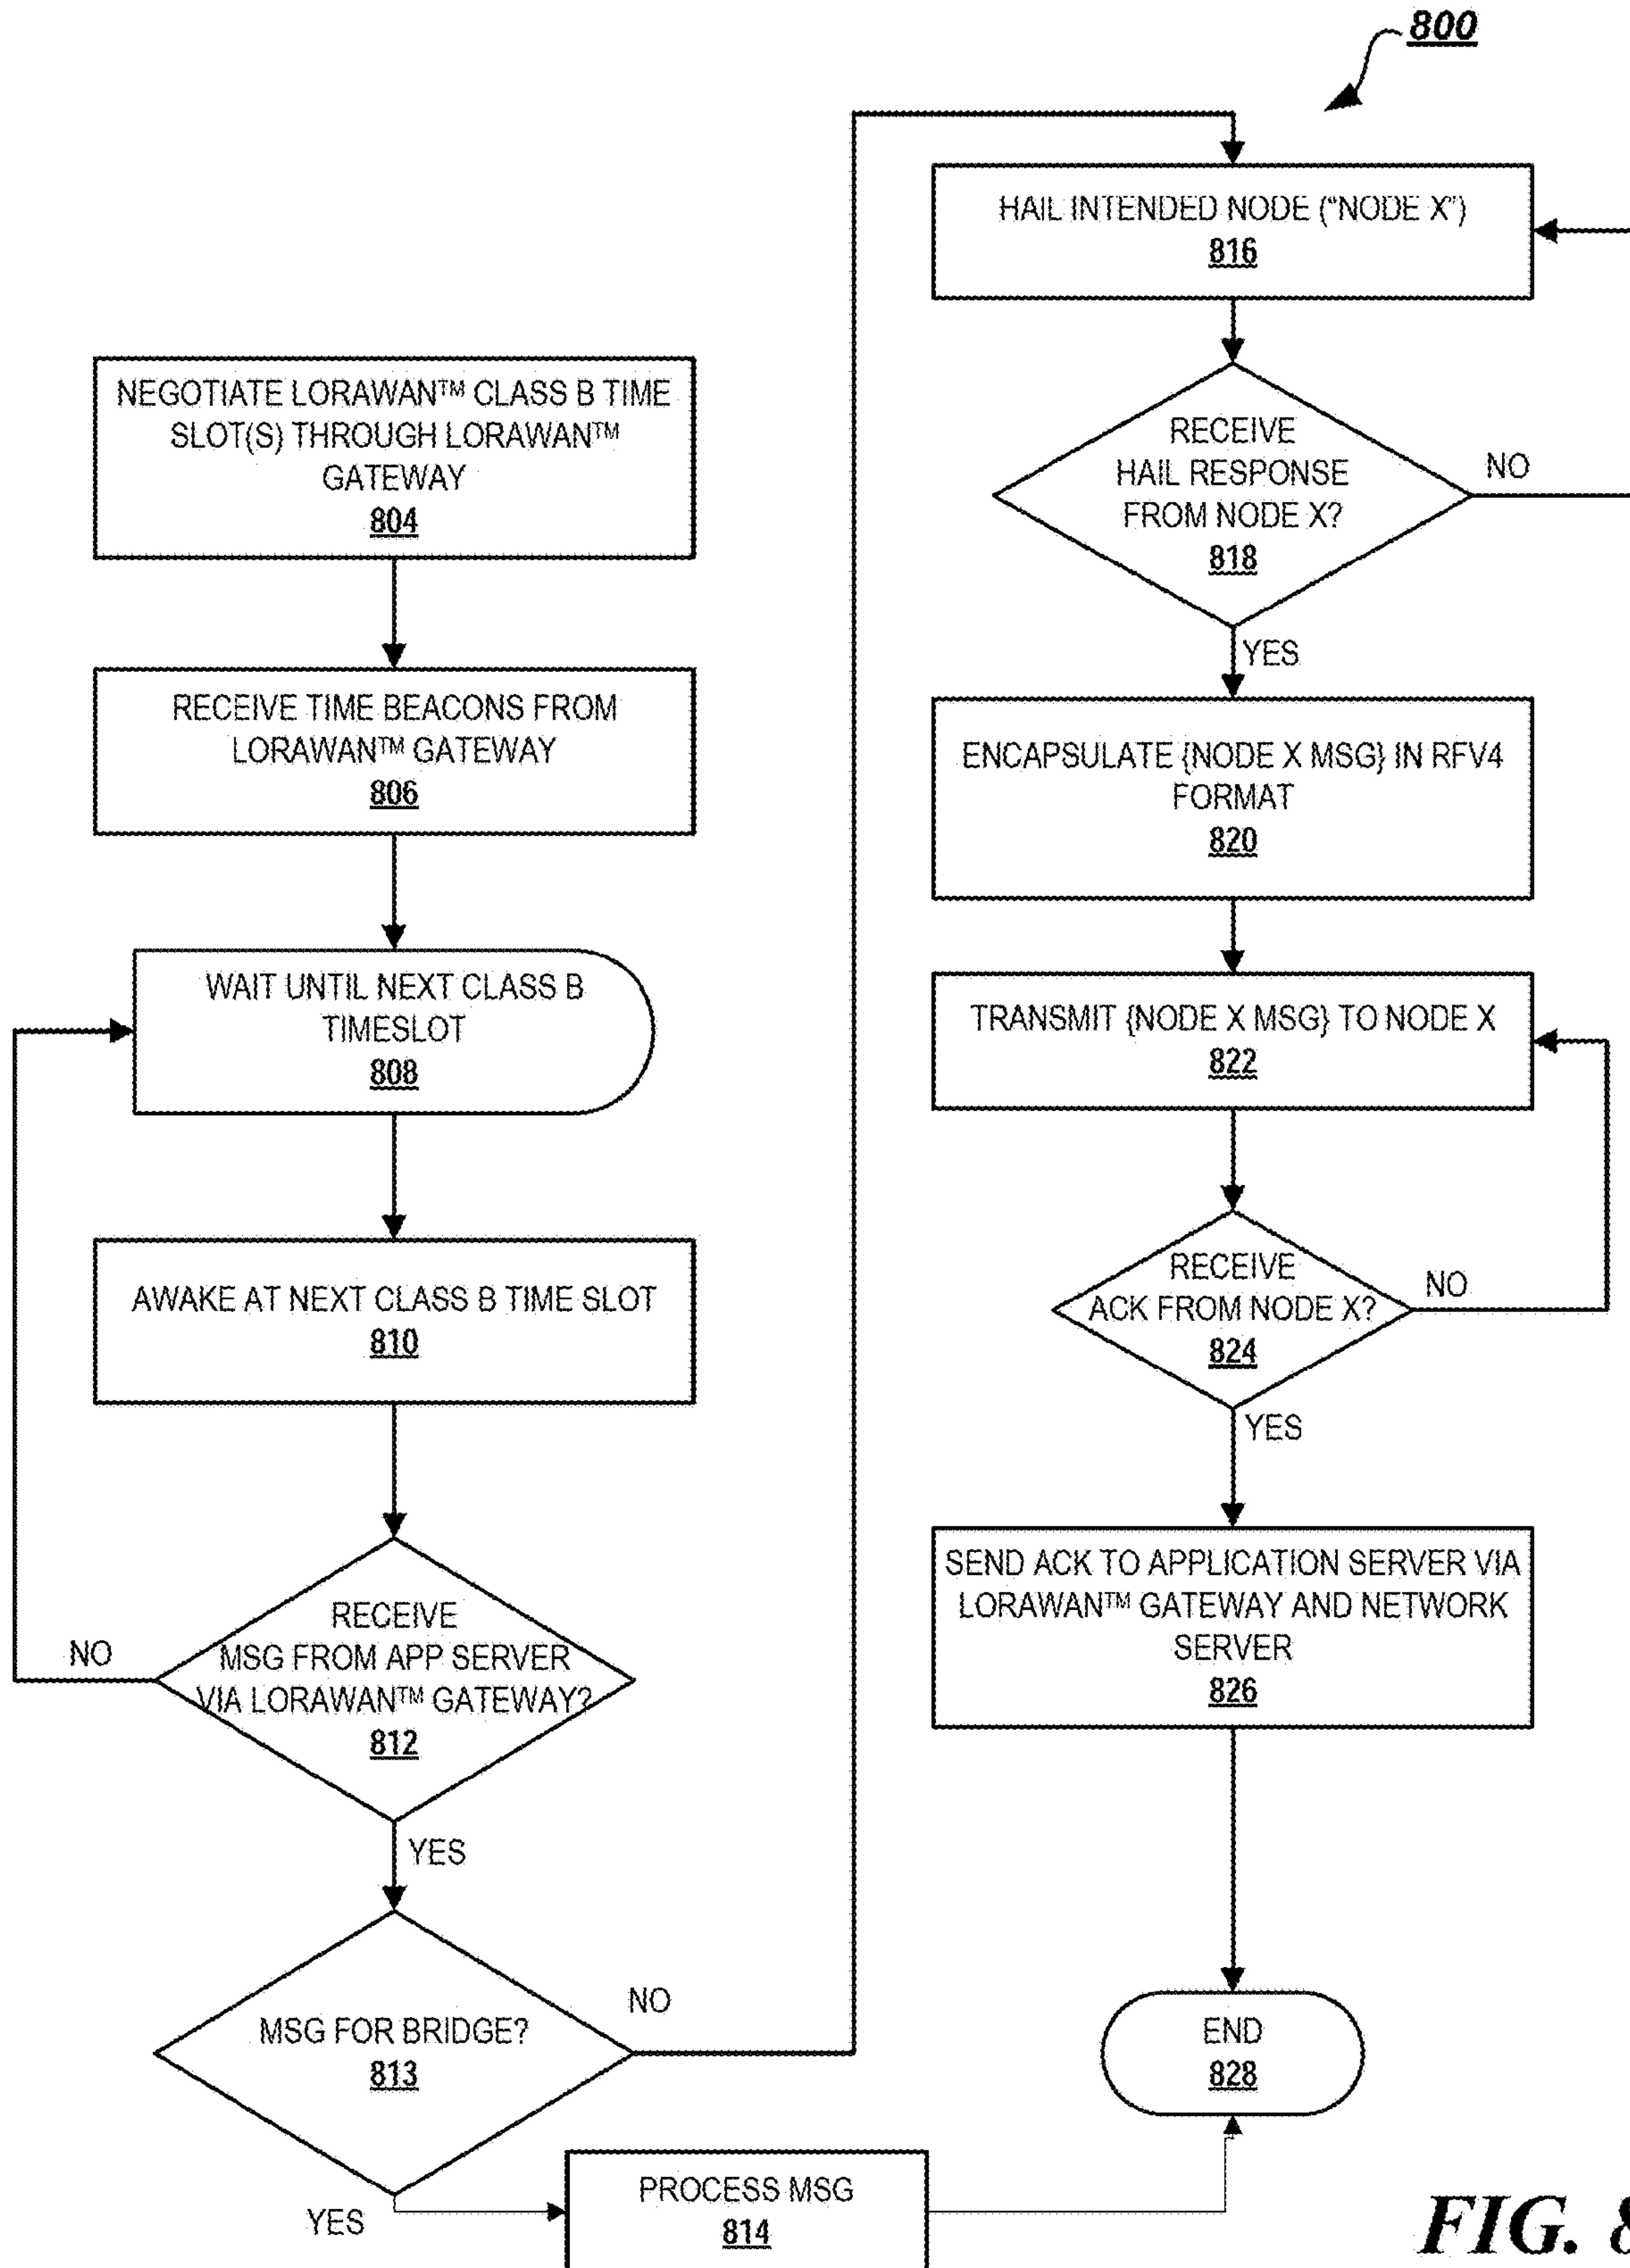 800
NEGOTIATE LORAWAN™ CLASS B TIME
SLOT(S) THROUGH LORAWAN™
GATEWAY
804
RECEIVE TIME BEACONS FROM
LORAWAN™ GATEWAY
806
WAIT UNTIL NEXT CLASS B
TIMESLOT
808
AWAKE AT NEXT CLASS B TIME SLOT
810
RECEIVE
MSG FROM APP SERVER
VIA LORAWAN™ GATEWAY?
812
NO
YES
MSG FOR BRIDGE?
813
NO
YES
PROCESS MSG
814
HAIL INTENDED NODE (“NODE X”)
816
RECEIVE
HAIL RESPONSE
FROM NODE X?
818
NO
YES
ENCAPSULATE {NODE X MSG} IN RFV4
FORMAT
820
TRANSMIT {NODE X MSG} TO NODE X
822
RECEIVE
ACK FROM NODE X?
824
NO
YES
SEND ACK TO APPLICATION SERVER VIA
LORAWAN™ GATEWAY AND NETWORK
SERVER
826
END
828
FIG. 8